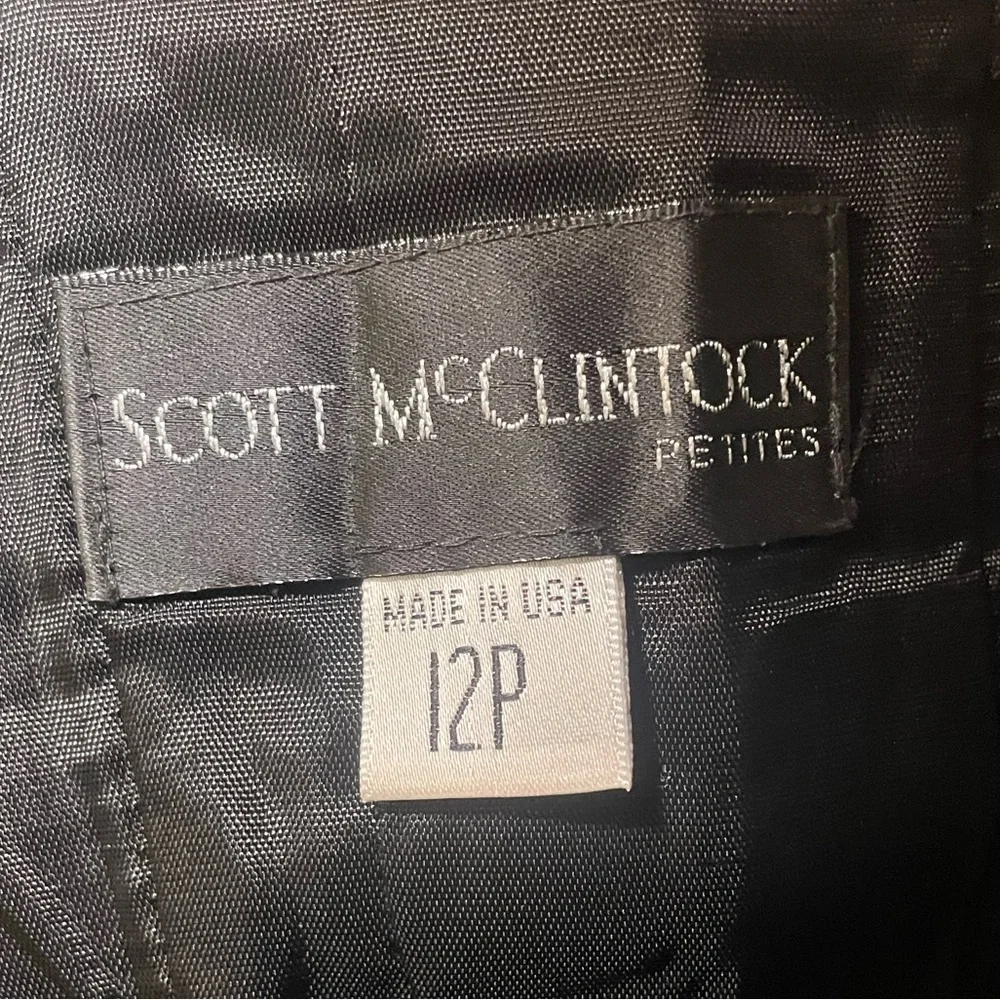 SCOTT McCLINTOCK
PETITES
MADE IN USA
12P